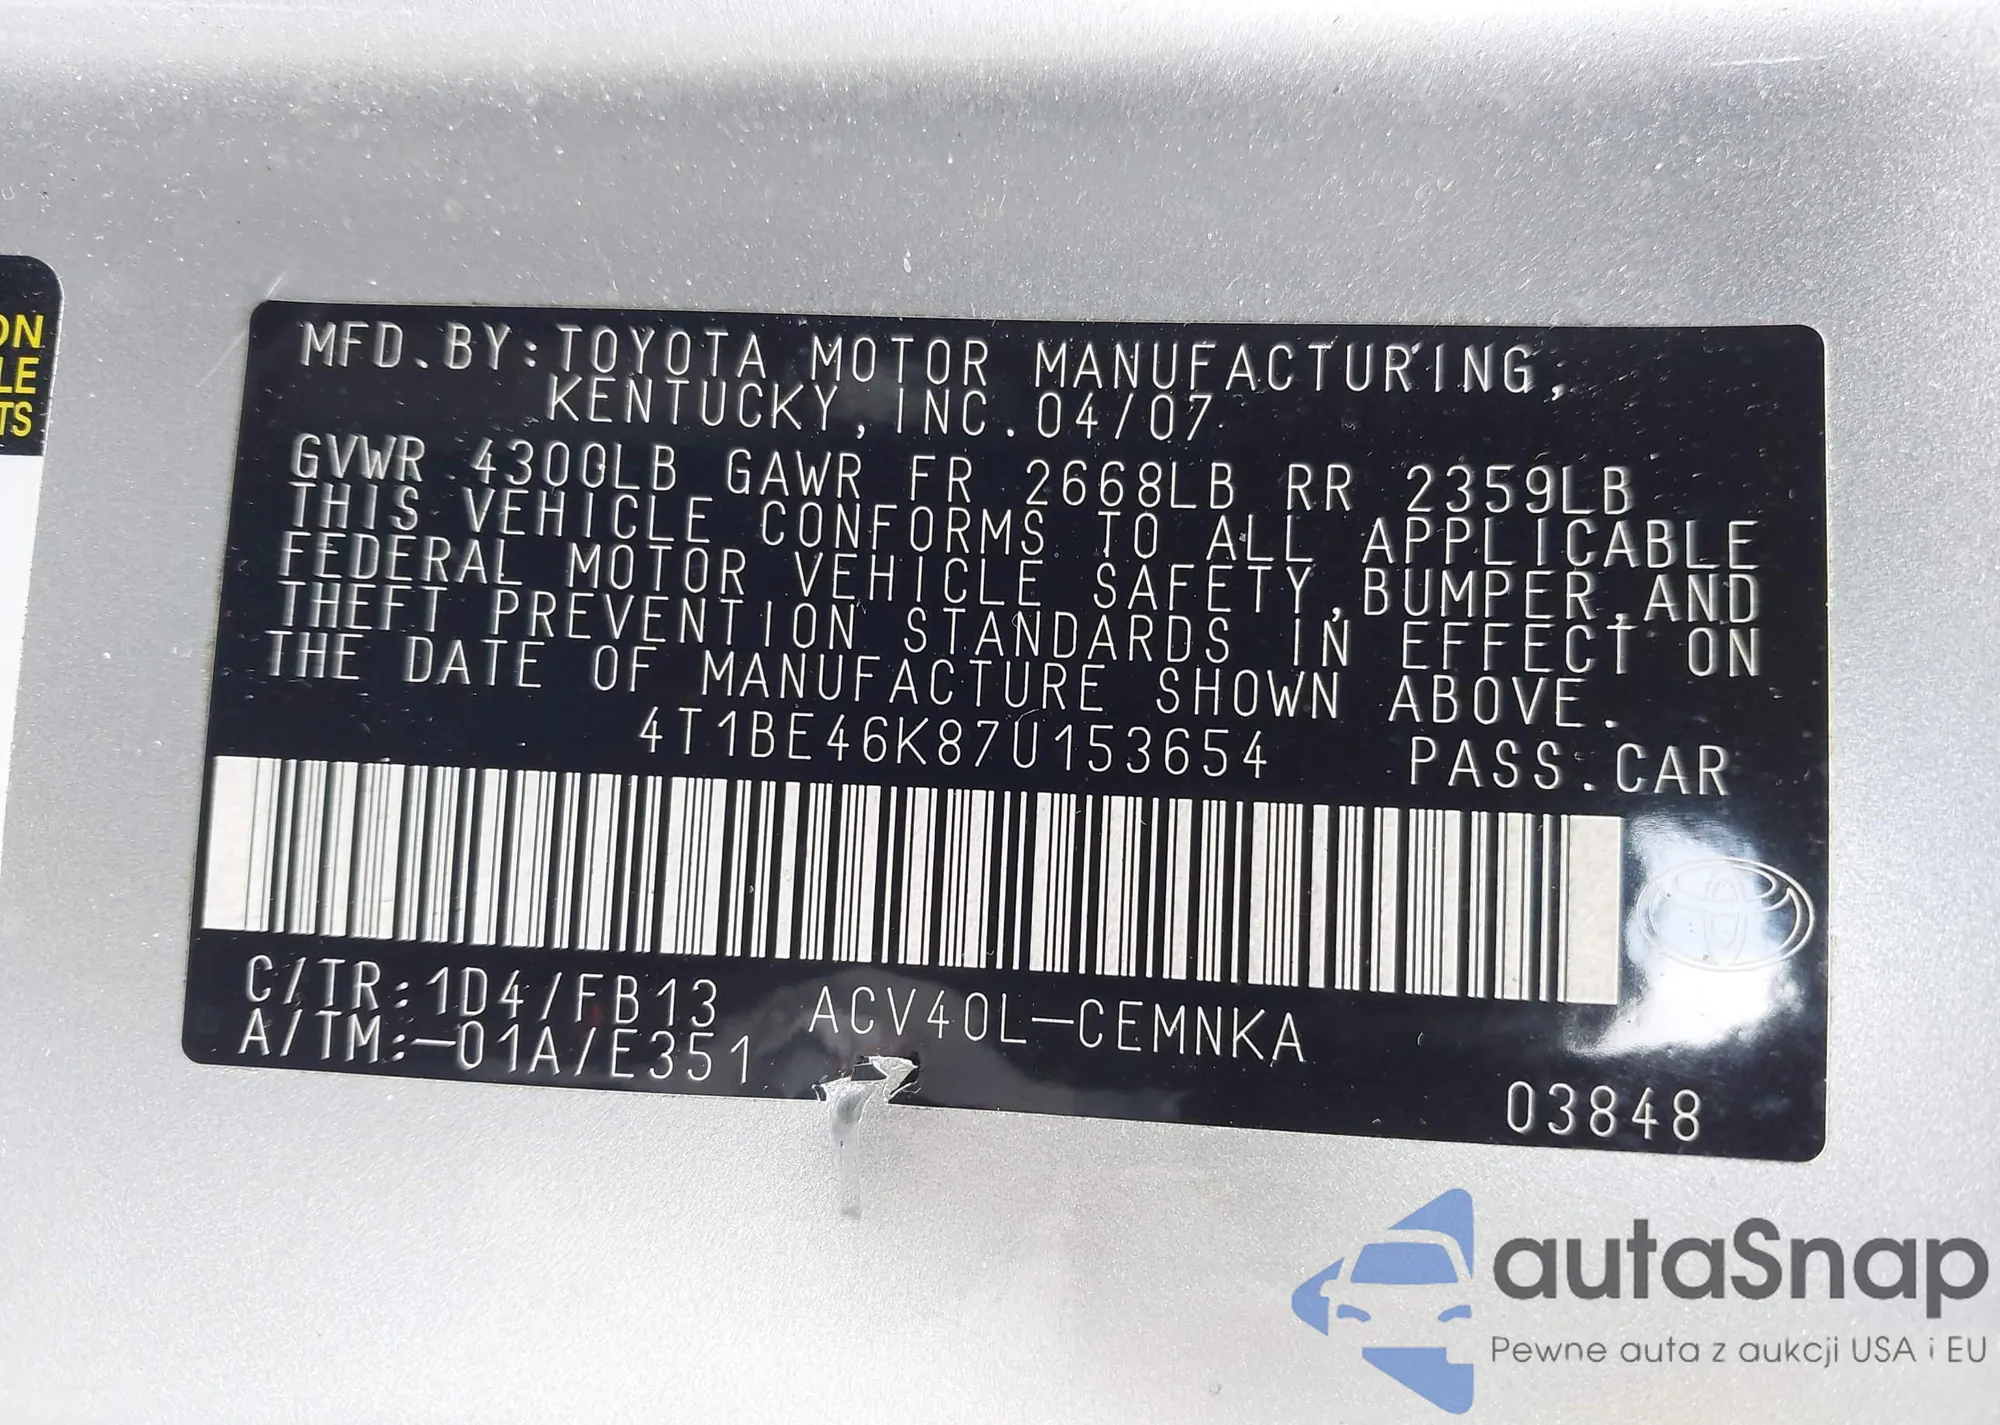 ON
LE
TS
MFD.BY:TOYOTA MOTOR MANUFACTURING,
KENTUCKY,INC.04/07
GVWR 4300LB GAWR FR 2668LB RR 2359LB
THIS VEHICLE CONFORMS TO ALL APPLICABLE
FEDERAL MOTOR VEHICLE SAFETY,BUMPER,AND
THEFT PREVENTION STANDARDS IN EFFECT ON
THE DATE OF MANUFACTURE SHOWN ABOVE.
4T1BE46K87U153654 PASS.CAR
C/TR:1D4/FB13 ACV40L-CEMNKA
A/TM:-01A/E351
03848
autaSnap
Pewne auta z aukcji USA i EU